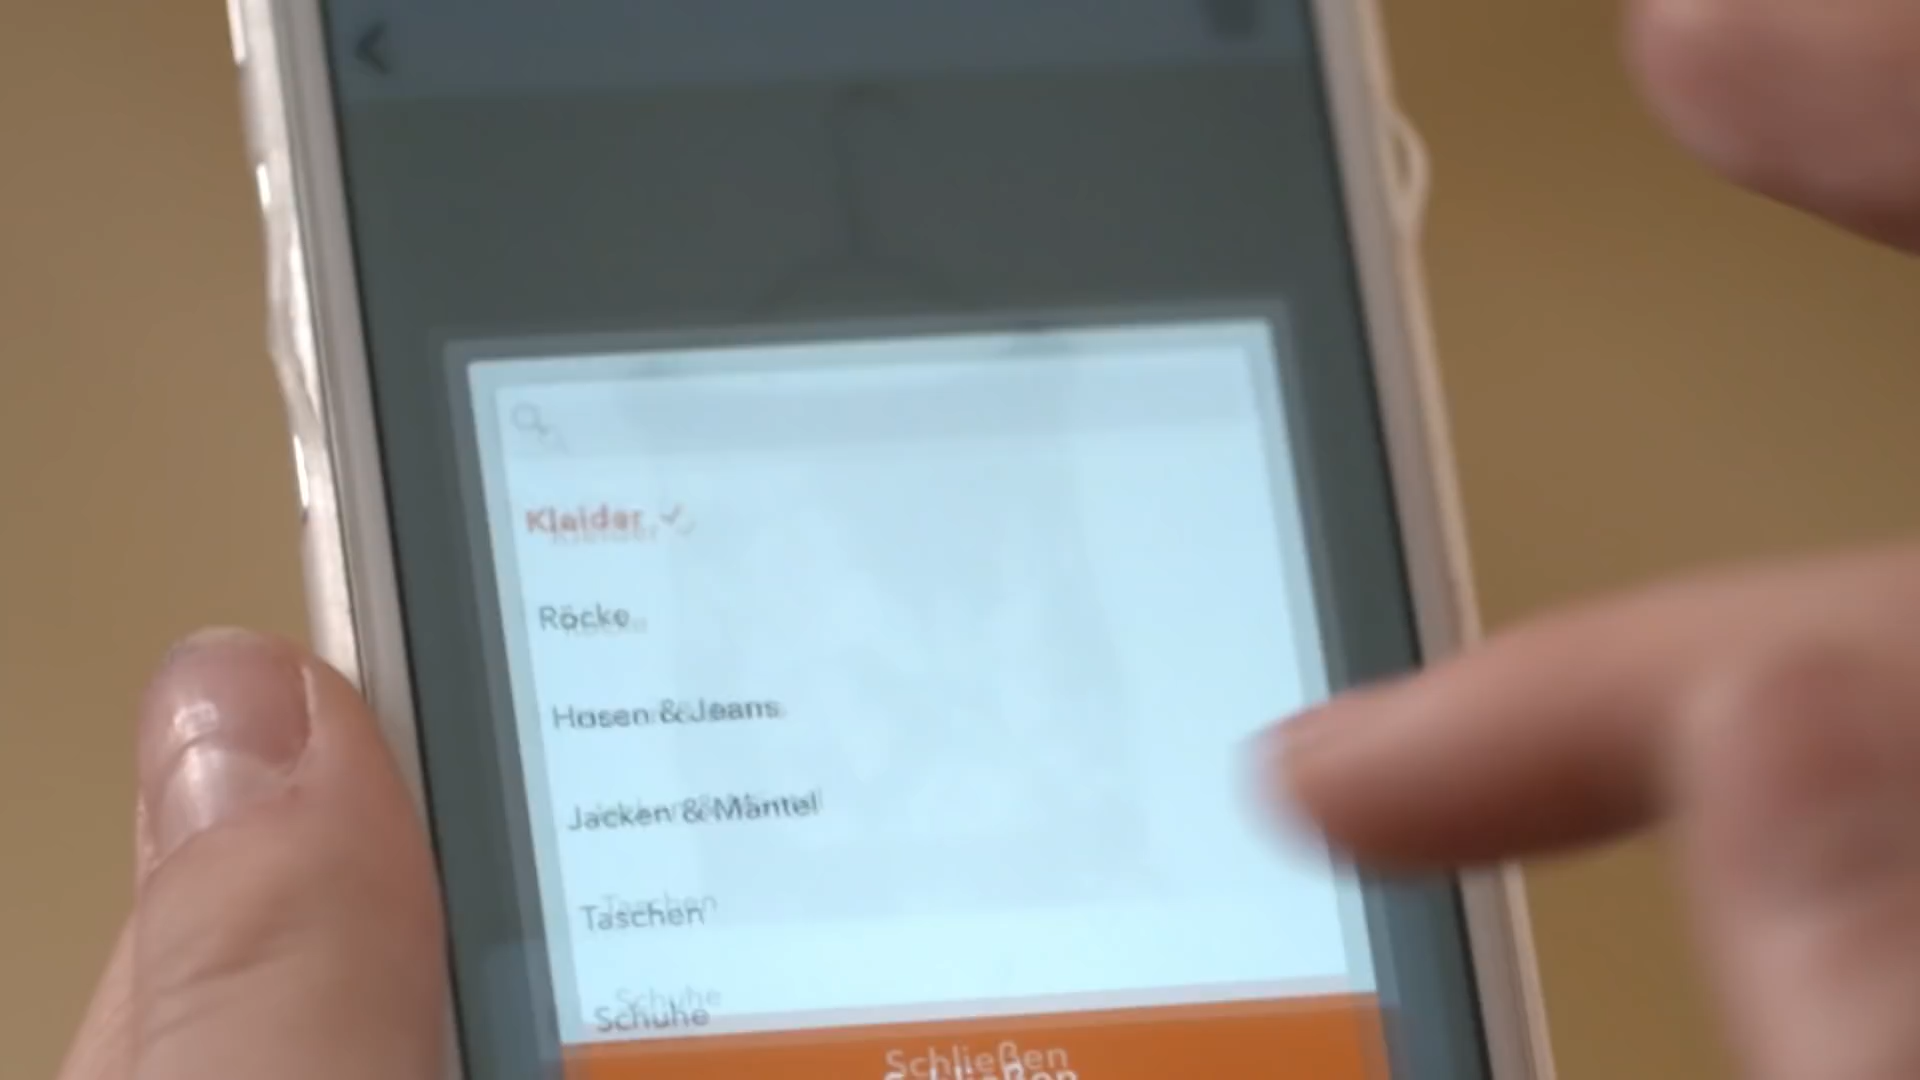 Kleider
Röcke
Hosen & Jeans
Jacken & Mäntel
Taschen
Schuhe
Schließen